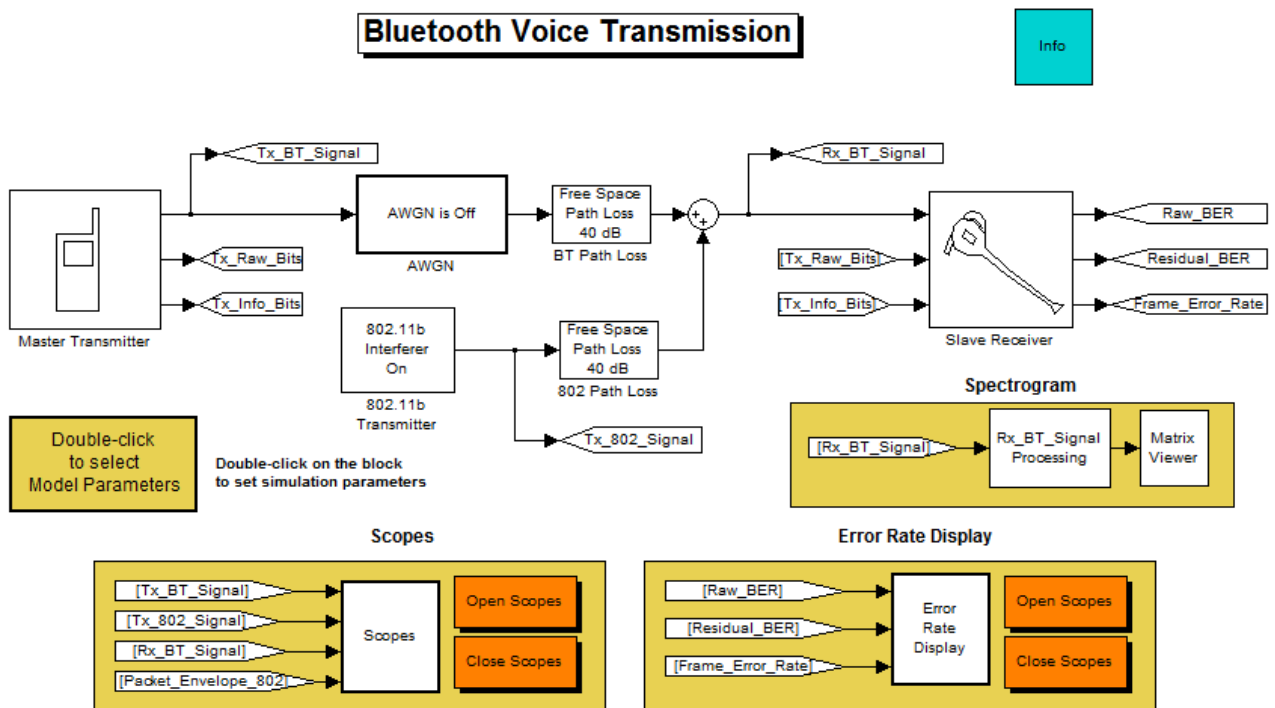 Bluetooth Voice Transmission
Info
Tx_BT_Signal
Rx_BT_Signal
AWGN is Off
AWGN
Free Space
Path Loss
40 dB
BT Path Loss
+
+
Tx_Raw_Bits
Tx_Info_Bits
Master Transmitter
[Tx_Raw_Bits]
[Tx_Info_Bits]
Raw_BER
Residual_BER
Frame_Error_Rate
Slave Receiver
802.11b
Interferer
On
802.11b
Transmitter
Free Space
Path Loss
40 dB
802 Path Loss
Tx_802_Signal
Double-click
to select
Model Parameters
Double-click on the block
to set simulation parameters
Spectrogram
[Rx_BT_Signal]
Rx_BT_Signal
Processing
Matrix
Viewer
Scopes
[Tx_BT_Signal]
[Tx_802_Signal]
[Rx_BT_Signal]
[Packet_Envelope_802]
Scopes
Open Scopes
Close Scopes
Error Rate Display
[Raw_BER]
[Residual_BER]
[Frame_Error_Rate]
Error
Rate
Display
Open Scopes
Close Scopes